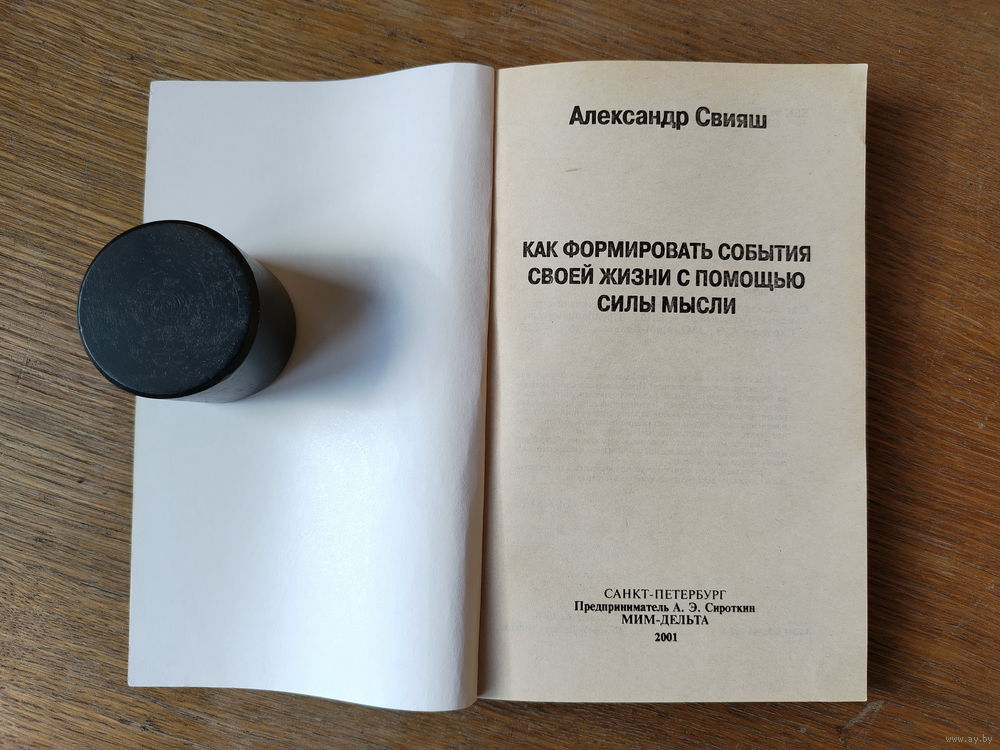 Александр Свияш
КАК ФОРМИРОВАТЬ СОБЫТИЯ
СВОЕЙ ЖИЗНИ С ПОМОЩЬЮ
СИЛЫ МЫСЛИ
САНКТ-ПЕТЕРБУРГ
Предприниматель А. Э. Сироткин
МИМ-ДЕЛЬТА
2001
www.ay.by